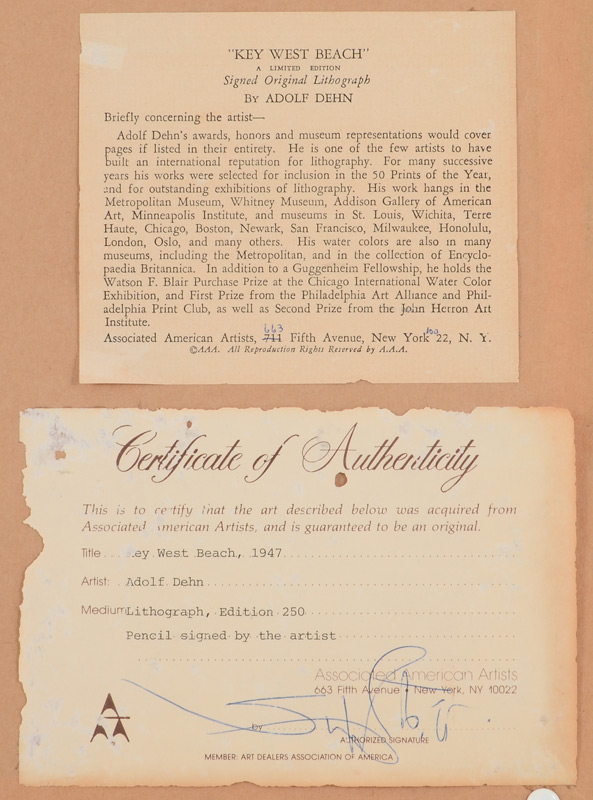 "KEY WEST BEACH"
A LIMITED EDITION
Signed Original Lithograph
By ADOLF DEHN
Briefly concerning the artist—
Adolf Dehn's awards, honors and museum representations would cover
pages if listed in their entirety. He is one of the few artists to have
built an international reputation for lithography. For many successive
years his works were selected for inclusion in the 50 Prints of the Year,
and for outstanding exhibitions of lithography. His work hangs in the
Metropolitan Museum, Whitney Museum, Addison Gallery of American
Art, Minneapolis Institute, and museums in St. Louis, Wichita, Terre
Haute, Chicago, Boston, Newark, San Francisco, Milwaukee, Honolulu,
London, Oslo, and many others. His water colors are also in many
museums, including the Metropolitan, and in the collection of Encyclo-
paedia Britannica. In addition to a Guggenheim Fellowship, he holds the
Watson F. Blair Purchase Prize at the Chicago International Water Color
Exhibition, and First Prize from the Philadelphia Art Alliance and Phil-
adelphia Print Club, as well as Second Prize from the John Herron Art
Institute.
663 100
Associated American Artists, 711 Fifth Avenue, New York 22, N. Y.
©AAA. All Reproduction Rights Reserved by A.A.A.
Certificate of Authenticity
This is to certify that the art described below was acquired from
Associated American Artists, and is guaranteed to be an original.
Title ey West Beach, 1947
Artist: Adolf Dehn
Medium Lithograph, Edition 250
Pencil signed by the artist
Associated American Artists
663 Fifth Avenue • New York, NY 10022
by
AUTHORIZED SIGNATURE
MEMBER: ART DEALERS ASSOCIATION OF AMERICA